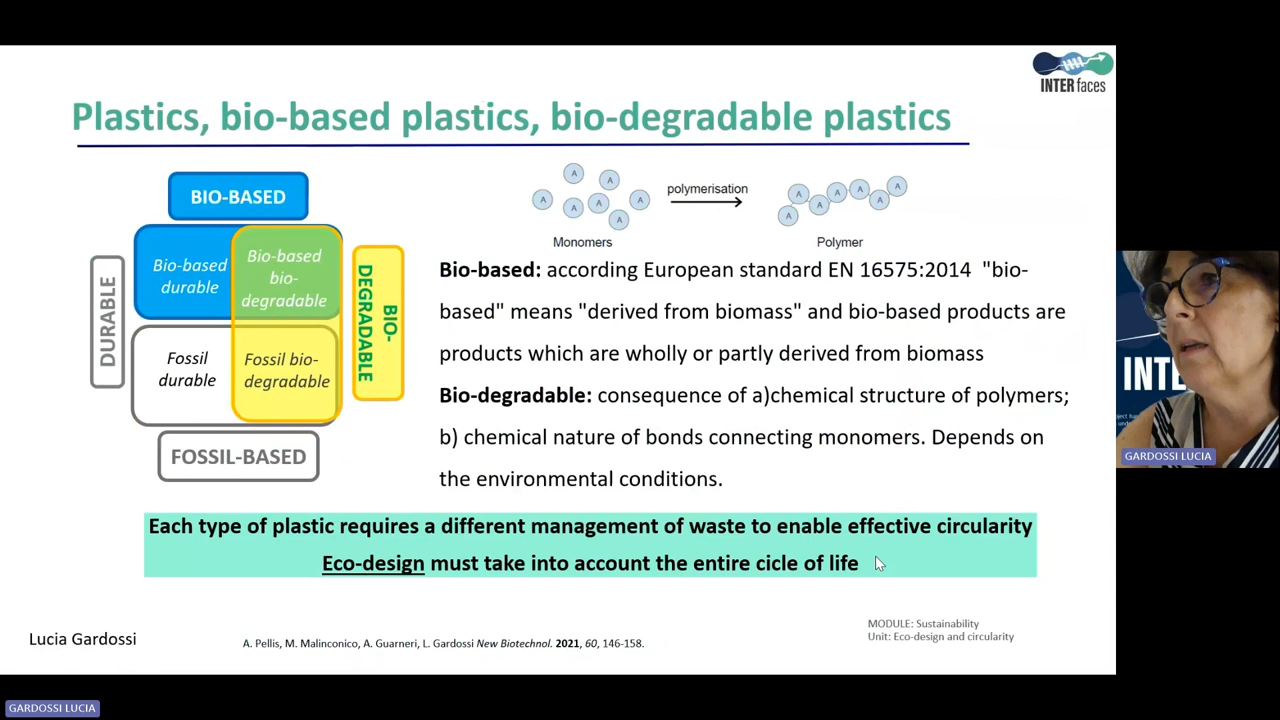 INTERfaces
Plastics, bio-based plastics, bio-degradable plastics
BIO-BASED
DURABLE
Bio-based
durable
Bio-based
bio-
degradable
Fossil
durable
Fossil bio-
degradable
BIO-
DEGRADABLE
FOSSIL-BASED
A
A
A
A
A
A
A
polymerisation
A
A
A
A
A
A
A
Monomers
Polymer
Bio-based: according European standard EN 16575:2014 "bio-
based" means "derived from biomass" and bio-based products are
products which are wholly or partly derived from biomass
Bio-degradable: consequence of a)chemical structure of polymers;
b) chemical nature of bonds connecting monomers. Depends on
the environmental conditions.
Each type of plastic requires a different management of waste to enable effective circularity
Eco-design must take into account the entire cicle of life
Lucia Gardossi
A. Pellis, M. Malinconico, A. Guarneri, L. Gardossi New Biotechnol. 2021, 60, 146-158.
MODULE: Sustainability
Unit: Eco-design and circularity
INTE
GARDOSSI LUCIA
GARDOSSI LUCIA